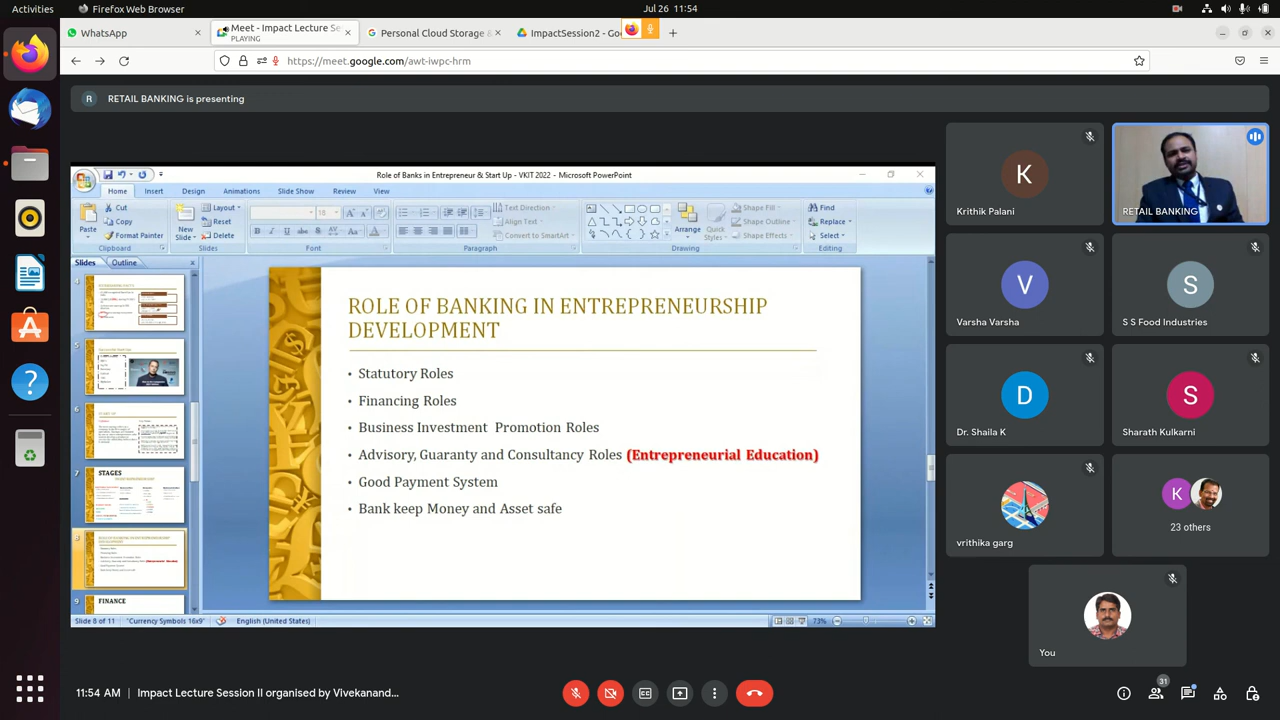 Activities
Firefox Web Browser
Jul 26 11:54
WhatsApp
Meet - Impact Lecture Se
PLAYING
Personal Cloud Storage &
ImpactSession2 - Go
https://meet.google.com/awt-iwpc-hrm
R RETAIL BANKING is presenting
Role of Banks in Entrepreneur & Start Up - VKIT 2022 - Microsoft PowerPoint
Home Insert Design Animations Slide Show Review View
Paste
Cut
Copy
Format Painter
Clipboard
New Slide
Layout
Reset
Delete
Slides
18
Font
Text Direction
Align Text
Convert to SmartArt
Paragraph
Arrange
Quick Styles
Shape Fill
Shape Outline
Shape Effects
Drawing
Find
Replace
Select
Editing
Slides Outline
4
5
6
7
STAGES
8
9
FINANCE
ROLE OF BANKING IN ENTREPRENEURSHIP
DEVELOPMENT
• Statutory Roles
• Financing Roles
• Business Investment Promotion Roles
• Advisory, Guaranty and Consultancy Roles (Entrepreneurial Education)
• Good Payment System
• Bank keep Money and Asset safe
Slide 8 of 11 "Currency Symbols 16x9" English (United States) 73%
K
Krithik Palani
RETAIL BANKING
V
Varsha Varsha
S
S S Food Industries
D
Dr. Shaila K
S
Sharath Kulkarni
vrithika garg
K
23 others
You
11:54 AM | Impact Lecture Session II organised by Vivekanand...
31